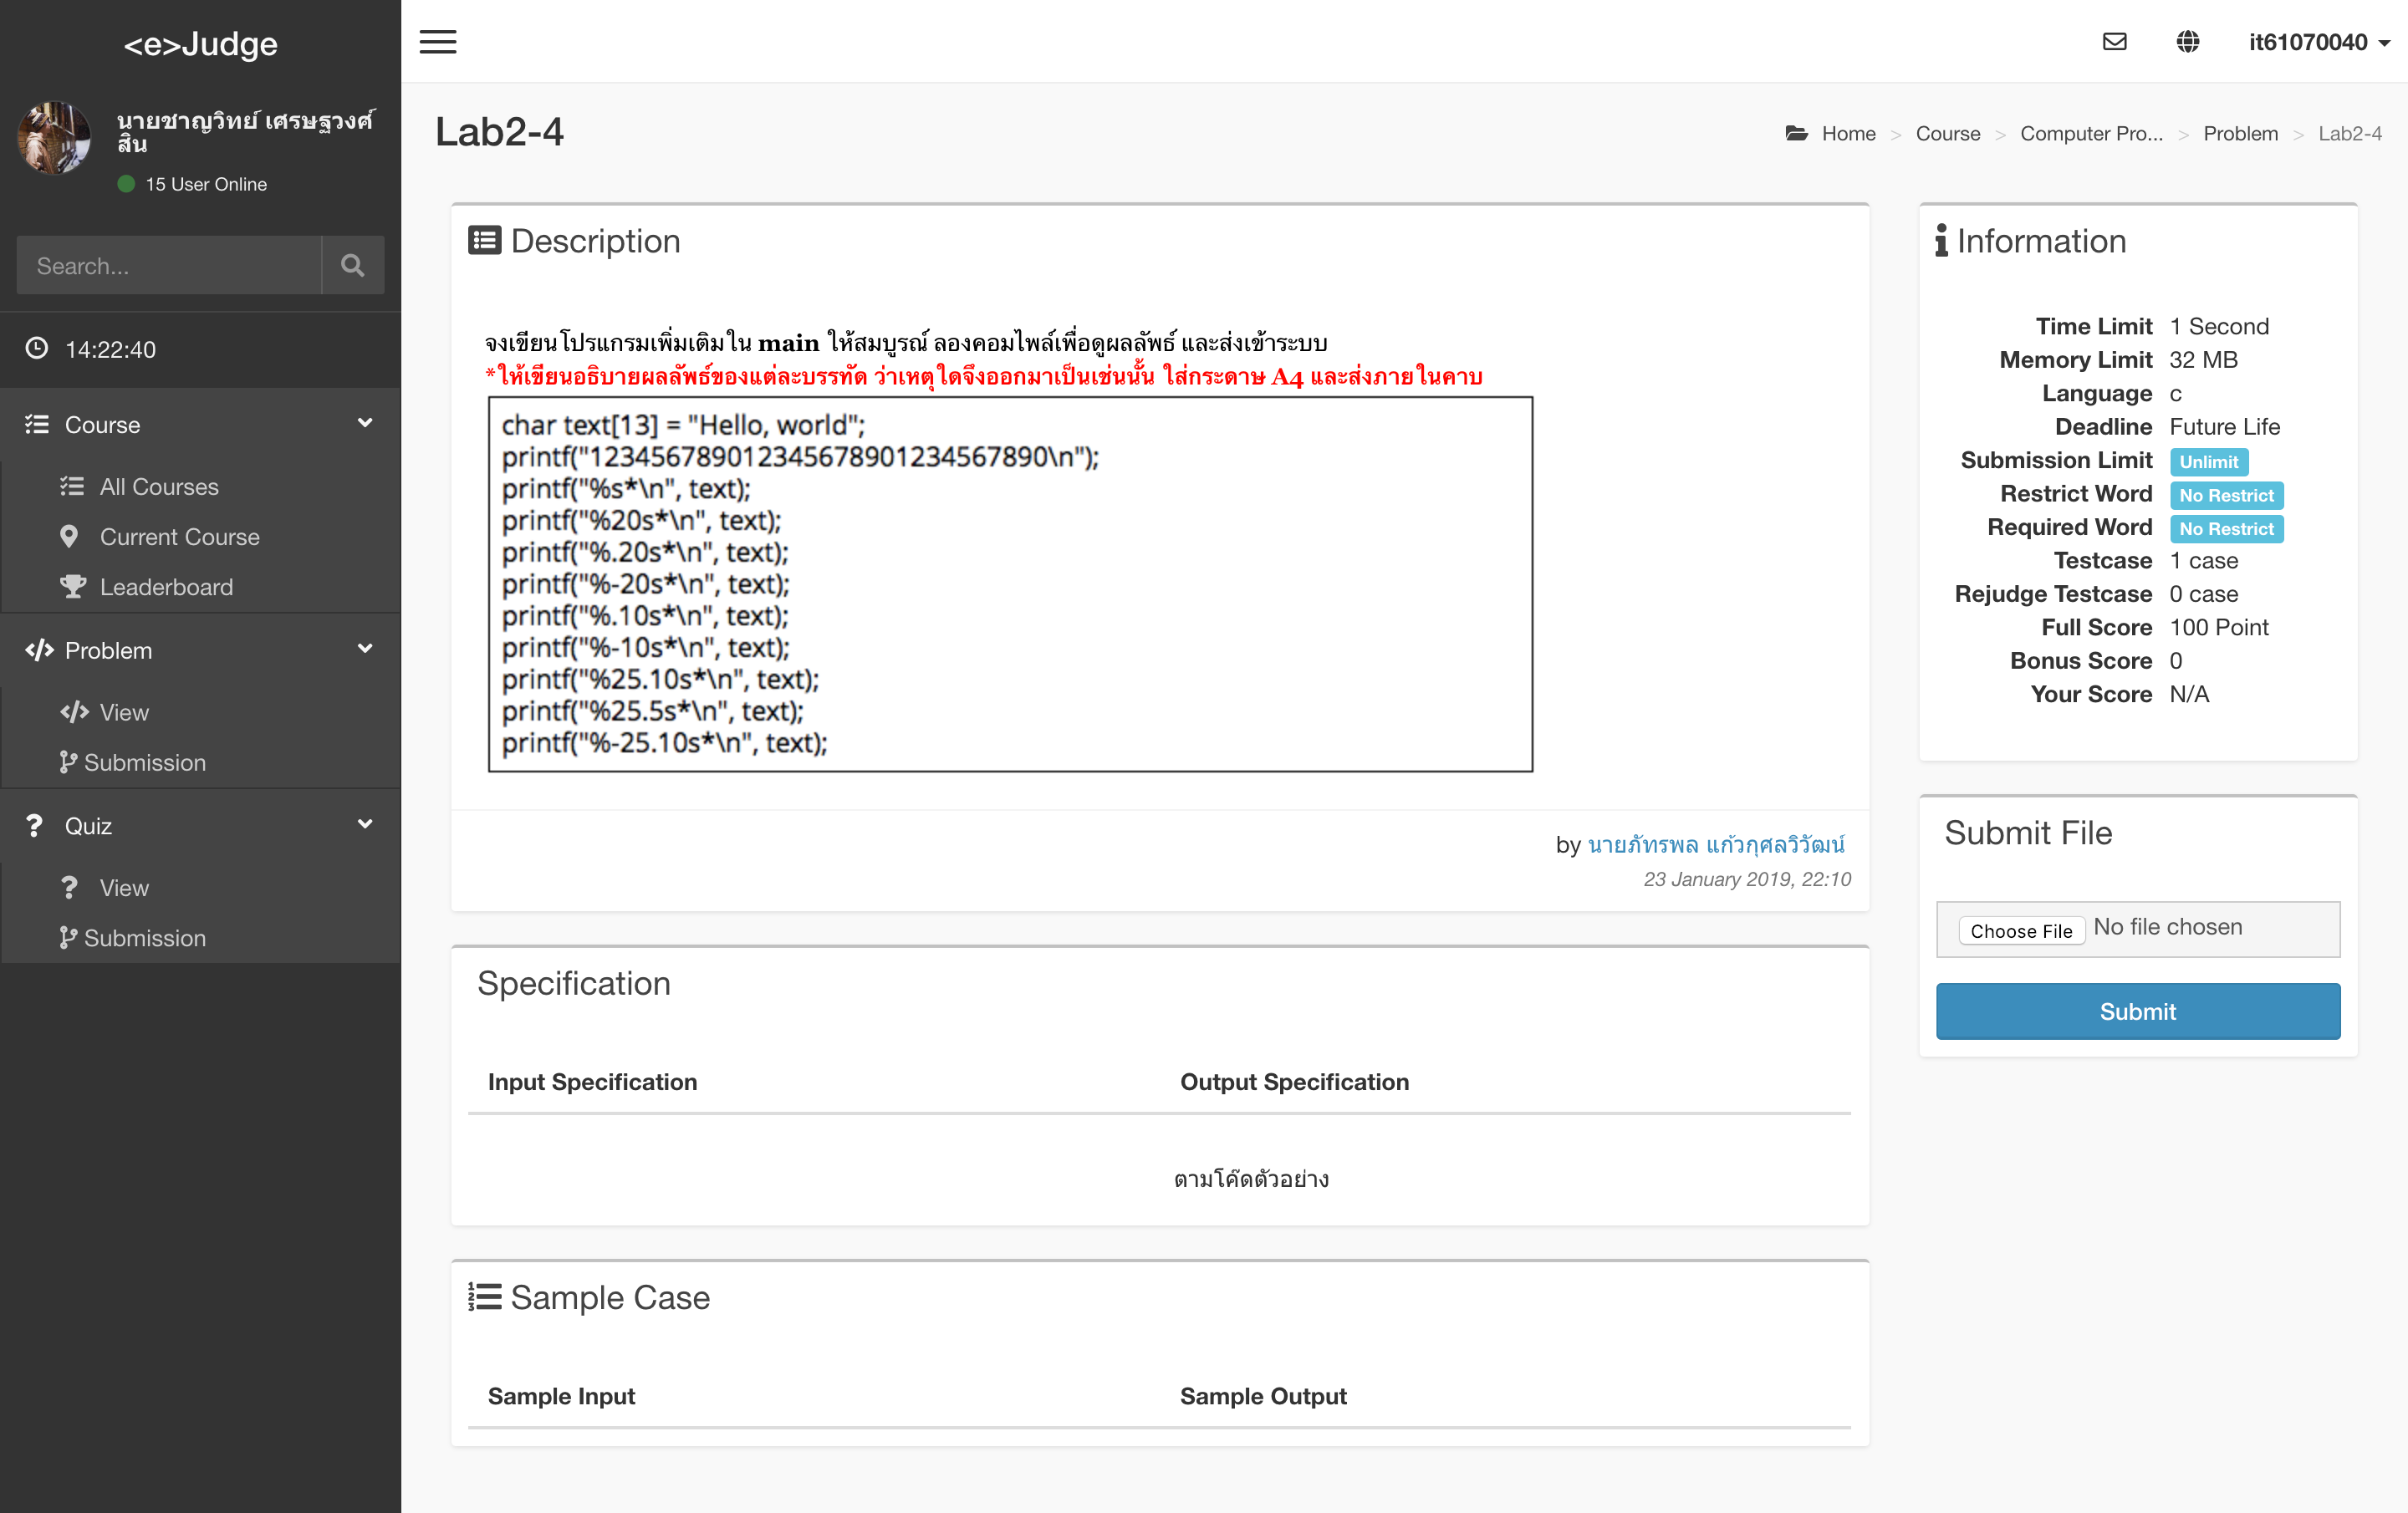 <e>Judge
it61070040
นายชาญวิทย์ เศรษฐวงศ์
สิน
15 User Online
Search...
14:22:40
Course
All Courses
Current Course
Leaderboard
Problem
View
Submission
Quiz
View
Submission
Lab2-4
Home > Course > Computer Pro... > Problem > Lab2-4
Description
จงเขียนโปรแกรมเพิ่มเติมใน main ให้สมบูรณ์ ลองคอมไพล์เพื่อดูผลลัพธ์ และส่งเข้าระบบ
*ให้เขียนอธิบายผลลัพธ์ของแต่ละบรรทัด ว่าเหตุใดจึงออกมาเป็นเช่นนั้น ใส่กระดาษ A4 และส่งภายในคาบ
char text[13] = "Hello, world";
printf("123456789012345678901234567890\n");
printf("%s*\n", text);
printf("%20s*\n", text);
printf("%.20s*\n", text);
printf("%-20s*\n", text);
printf("%.10s*\n", text);
printf("%-10s*\n", text);
printf("%25.10s*\n", text);
printf("%25.5s*\n", text);
printf("%-25.10s*\n", text);
by นายภัทรพล แก้วกุศลวิวัฒน์
23 January 2019, 22:10
Specification
Input Specification Output Specification
ตามโค๊ดตัวอย่าง
Sample Case
Sample Input Sample Output
Information
Time Limit 1 Second
Memory Limit 32 MB
Language c
Deadline Future Life
Submission Limit Unlimit
Restrict Word No Restrict
Required Word No Restrict
Testcase 1 case
Rejudge Testcase 0 case
Full Score 100 Point
Bonus Score 0
Your Score N/A
Submit File
Choose File No file chosen
Submit